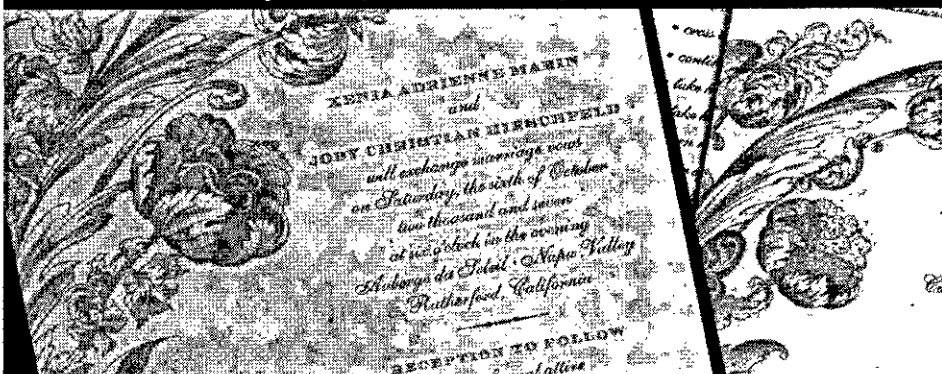 XENIA ADRIENNE MARIN
and
JOBY CHRISTIAN HIRSCHFELD
will exchange marriage vows
on Saturday, the sixth of October
two thousand and seven
at six o'clock in the evening
Auberge du Soleil · Napa Valley
Rutherford, California
RECEPTION TO FOLLOW
attire